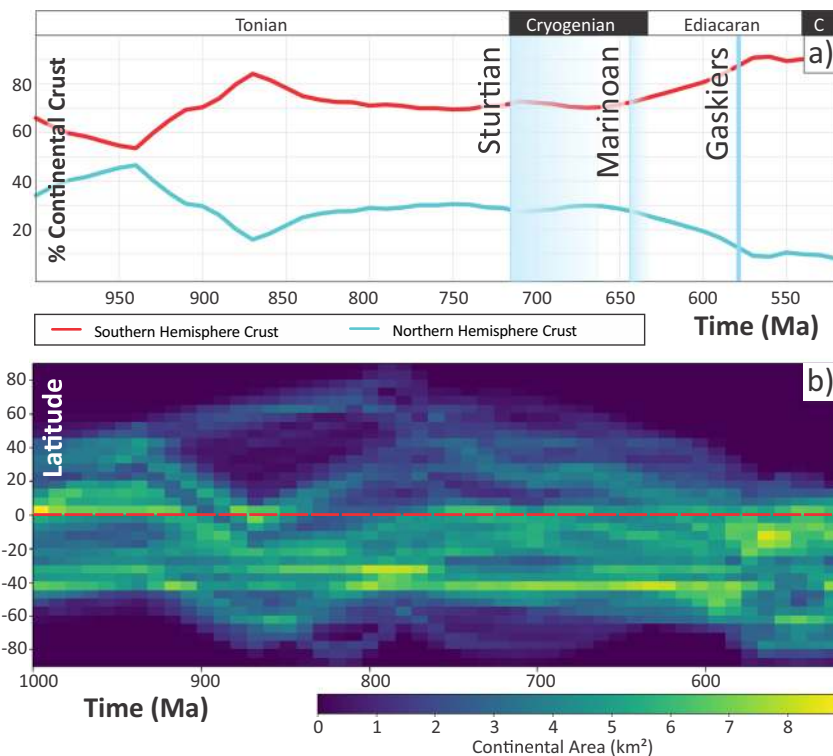 Tonian Cryogenian Ediacaran C
a)
% Continental Crust
80
60
40
20
Sturtian
Marinoan
Gaskiers
950 900 850 800 750 700 650 600 550
Time (Ma)
Southern Hemisphere Crust Northern Hemisphere Crust
b)
Latitude
80
60
40
20
0
-20
-40
-60
-80
1000 900 800 700 600
Time (Ma)
0 1 2 3 4 5 6 7 8
Continental Area (km²)